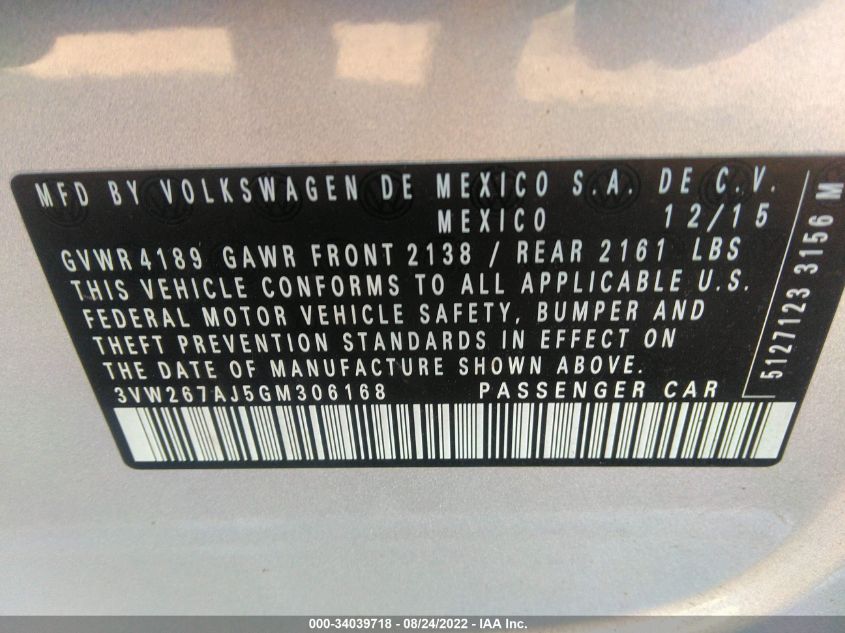 MFD BY VOLKSWAGEN DE MEXICO S.A. DE C.V.
MEXICO 12/15
GVWR 4189 GAWR FRONT 2138 / REAR 2161 LBS
THIS VEHICLE CONFORMS TO ALL APPLICABLE U.S.
FEDERAL MOTOR VEHICLE SAFETY, BUMPER AND
THEFT PREVENTION STANDARDS IN EFFECT ON
THE DATE OF MANUFACTURE SHOWN ABOVE.
3VW267AJ5GM306168 PASSENGER CAR
5127123 3156 M
000-34039718 - 08/24/2022 - IAA Inc.